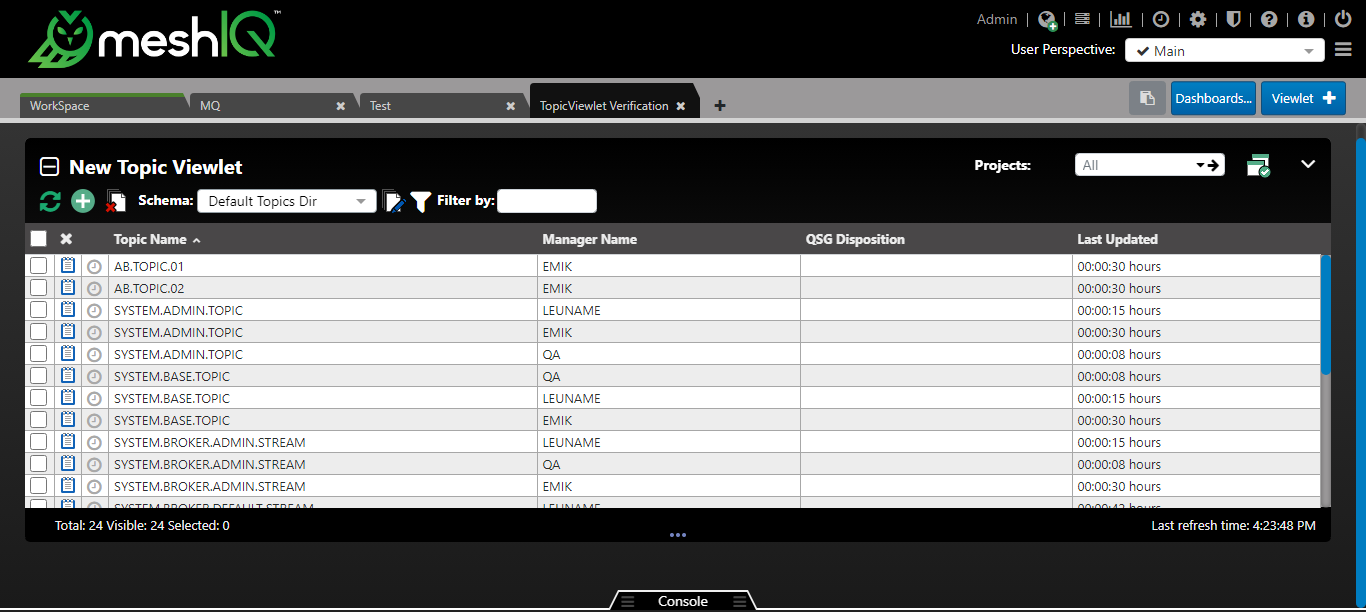 meshIQ™
Admin
User Perspective: Main
WorkSpace MQ Test TopicViewlet Verification
Dashboards... Viewlet
New Topic Viewlet
Projects: All
Schema: Default Topics Dir Filter by:
Topic Name Manager Name QSG Disposition Last Updated
AB.TOPIC.01 EMIK 00:00:30 hours
AB.TOPIC.02 EMIK 00:00:30 hours
SYSTEM.ADMIN.TOPIC LEUNAME 00:00:15 hours
SYSTEM.ADMIN.TOPIC EMIK 00:00:30 hours
SYSTEM.ADMIN.TOPIC QA 00:00:08 hours
SYSTEM.BASE.TOPIC QA 00:00:08 hours
SYSTEM.BASE.TOPIC LEUNAME 00:00:15 hours
SYSTEM.BASE.TOPIC EMIK 00:00:30 hours
SYSTEM.BROKER.ADMIN.STREAM LEUNAME 00:00:15 hours
SYSTEM.BROKER.ADMIN.STREAM QA 00:00:08 hours
SYSTEM.BROKER.ADMIN.STREAM EMIK 00:00:30 hours
SYSTEM.BROKER.DEFAULT.STREAM LEUNAME
Total: 24 Visible: 24 Selected: 0
Last refresh time: 4:23:48 PM
Console